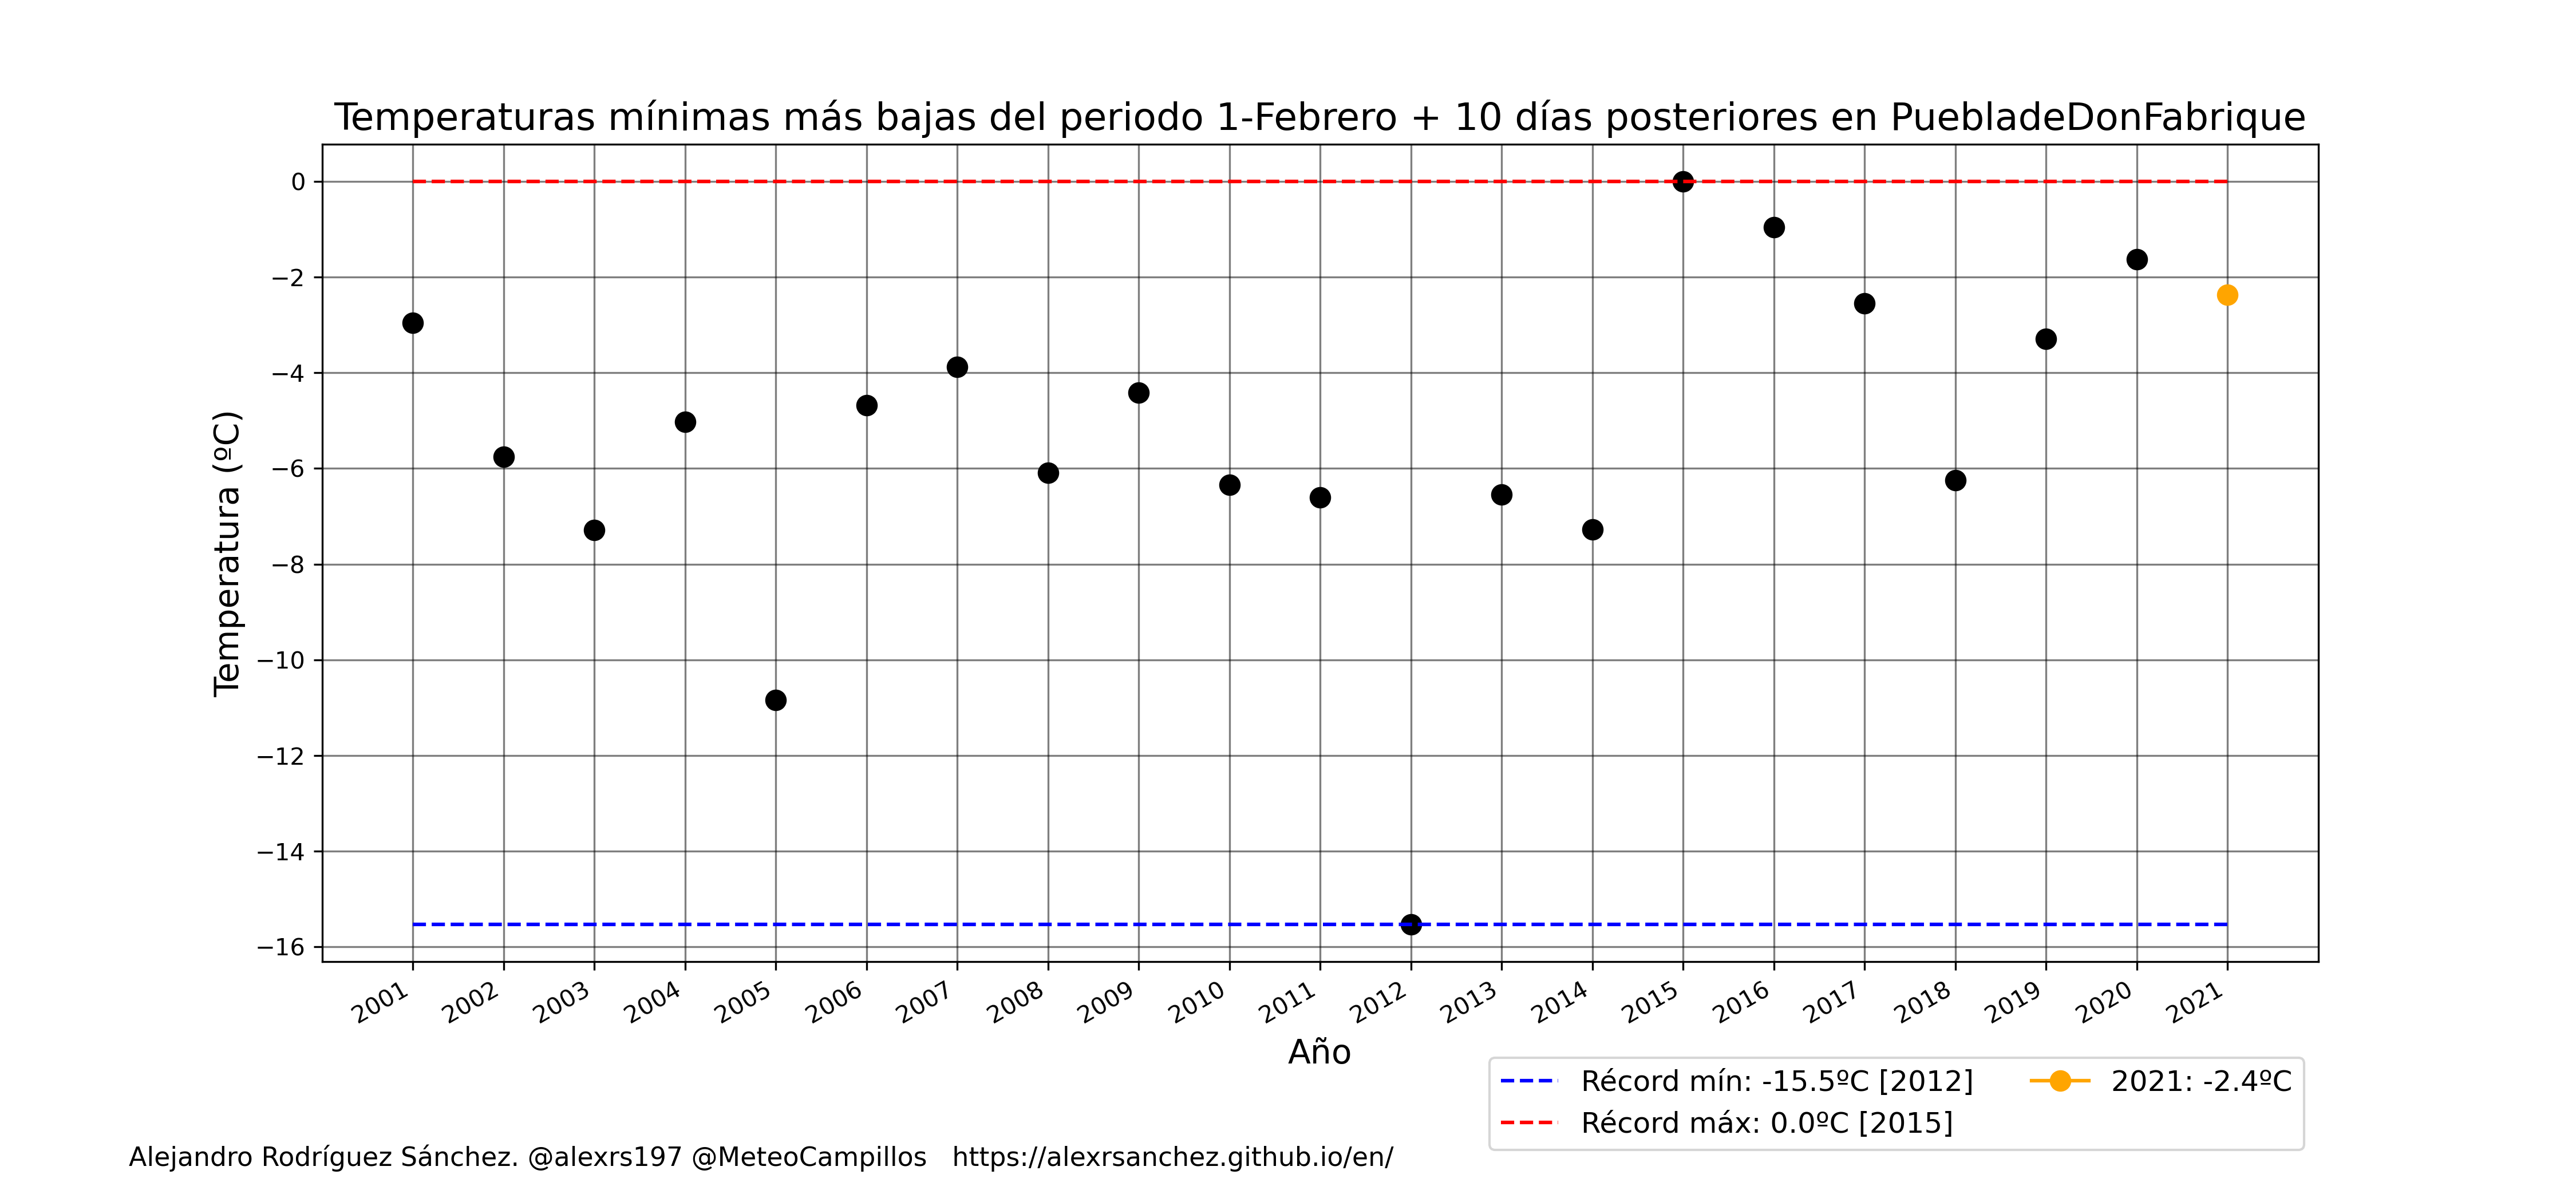 Temperaturas mínimas más bajas del periodo 1-Febrero + 10 días posteriores en PuebladeDonFabrique
Temperatura (ºC)
0
−2
−4
−6
−8
−10
−12
−14
−16
2001 2002 2003 2004 2005 2006 2007 2008 2009 2010 2011 2012 2013 2014 2015 2016 2017 2018 2019 2020 2021
Año
Récord mín: -15.5ºC [2012]
Récord máx: 0.0ºC [2015]
2021: -2.4ºC
Alejandro Rodríguez Sánchez. @alexrs197 @MeteoCampillos https://alexrsanchez.github.io/en/